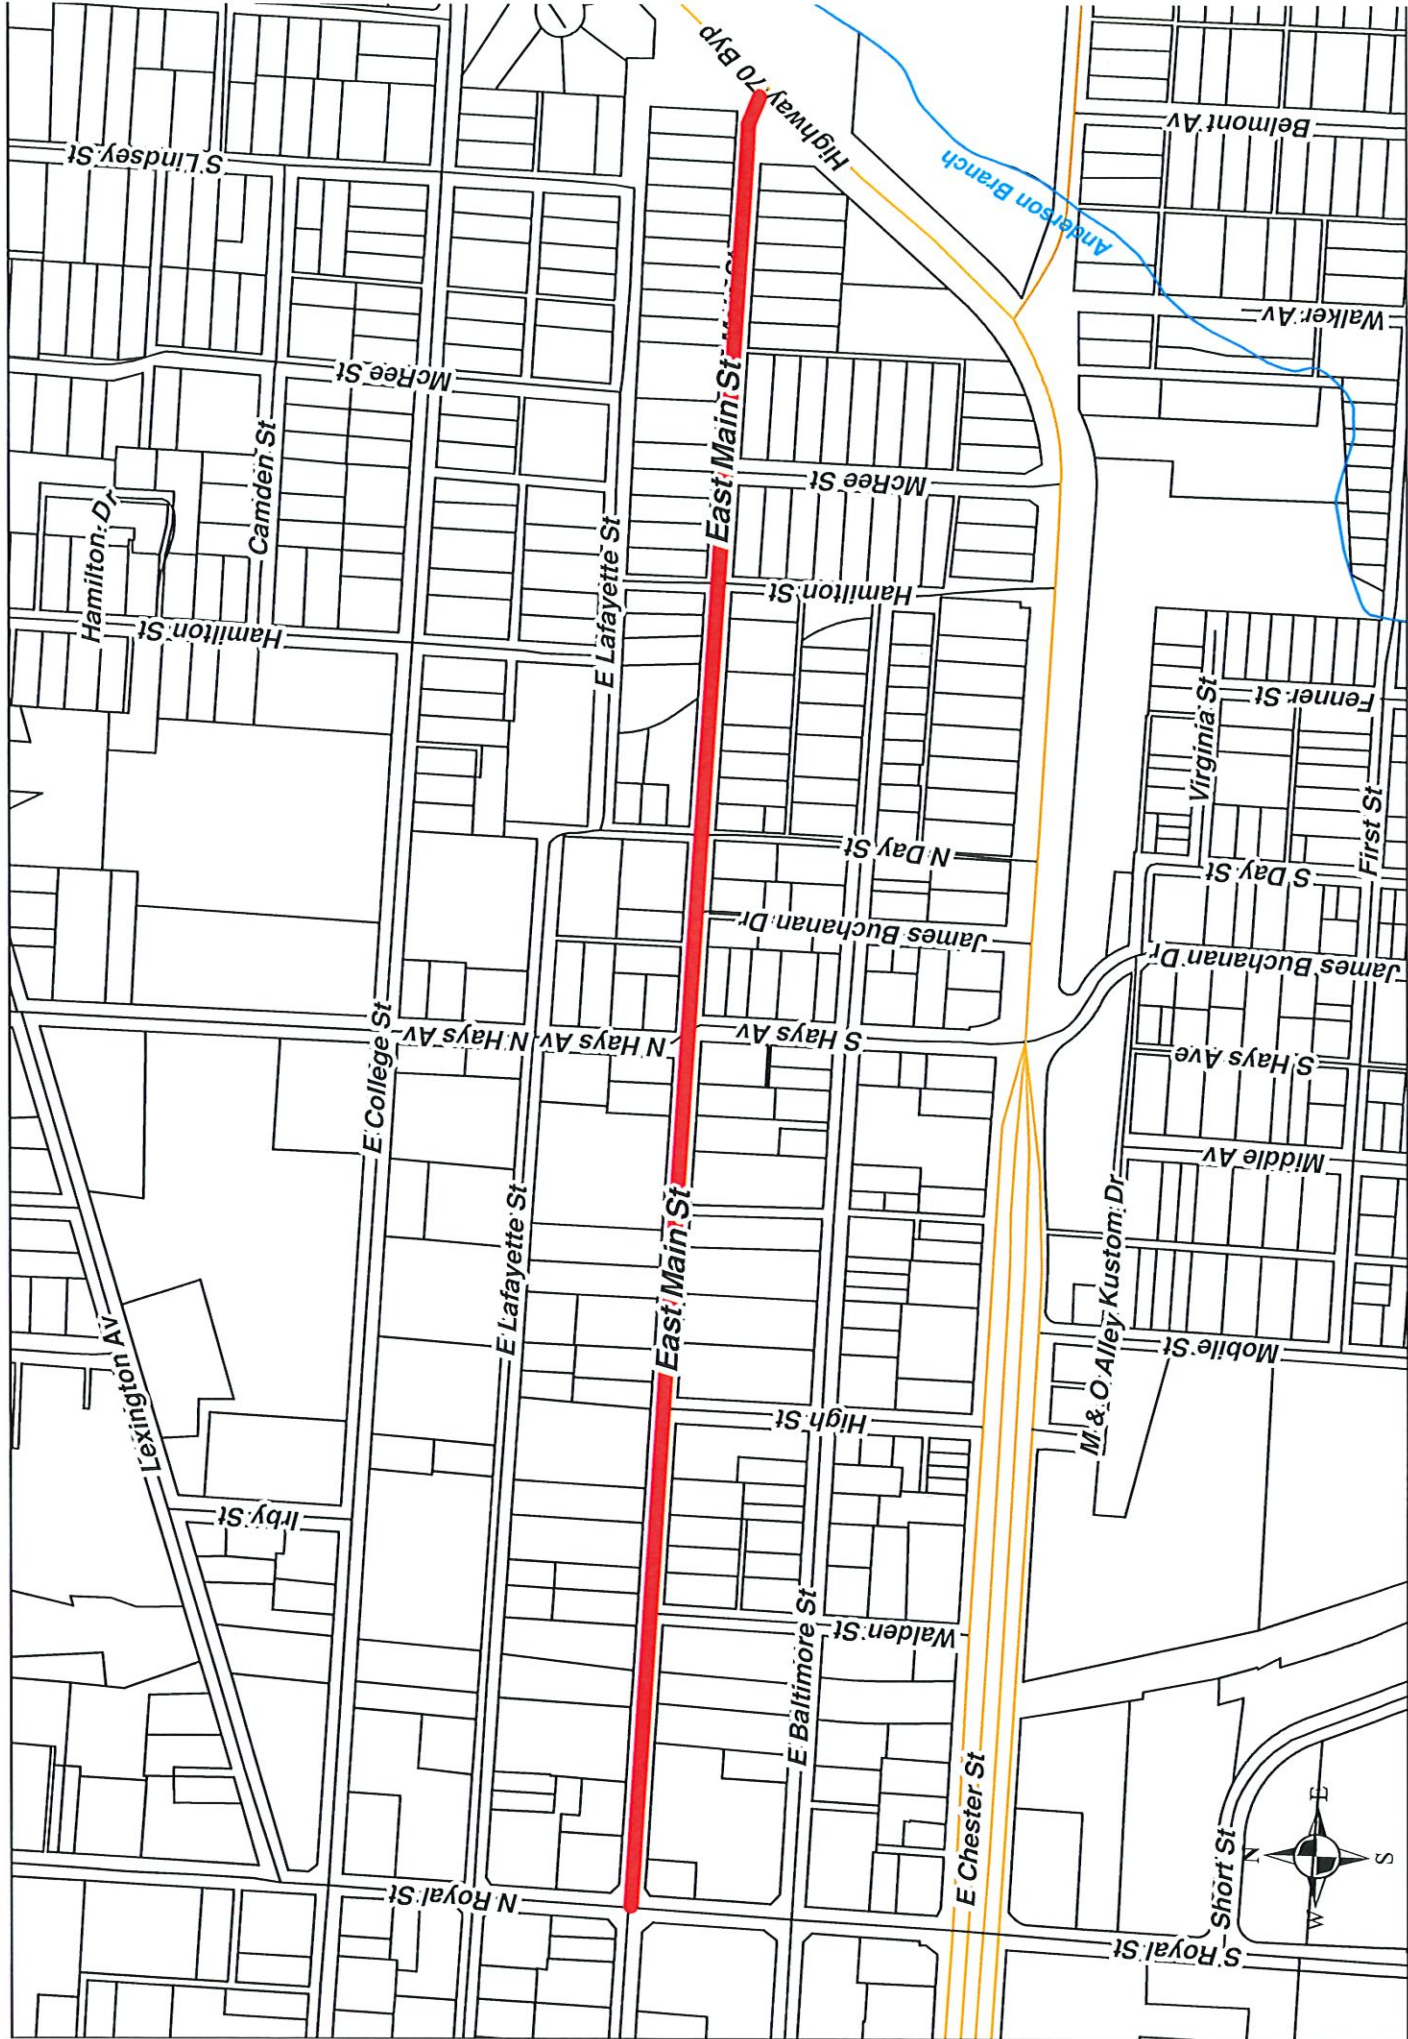 Highway 70 Byp
S Lindsey St
Belmont Av
Anderson Branch
Walker Av
McRee St
Camden St
East Main St
McRee St
Hamilton Dr
Hamilton St
E Lafayette St
Hamilton St
Virginia St
Fenner St
First St
N Day St
S Day St
James Buchanan Dr
James Buchanan Dr
E College St
N Hays Av
N Hays Av
S Hays Av
S Hays Ave
Middle Av
E Lafayette St
East Main St
M & O Alley Kustom Dr
Mobile St
Lexington Av
High St
Irby St
Walden St
E Baltimore St
E Chester St
Short St
N Royal St
S Royal St
N
E
W
S